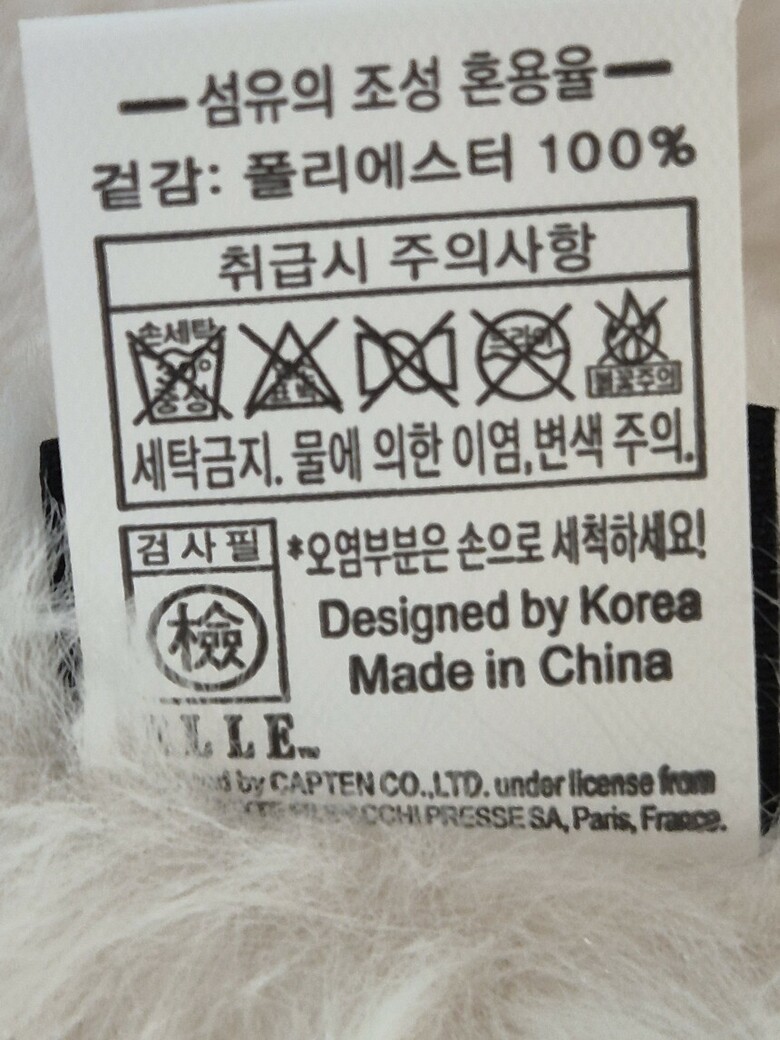 섬유의 조성 혼용율
겉감: 폴리에스터 100%
취급시 주의사항
손세탁
30°
중성
표백
드라이
불꽃주의
세탁금지. 물에 의한 이염,변색 주의.
검사필
*오염부분은 손으로 세척하세요!
檢
Designed by Korea
Made in China
LLE™
by CAPTEN CO.,LTD. under license from
PRESSE SA, Paris, France.